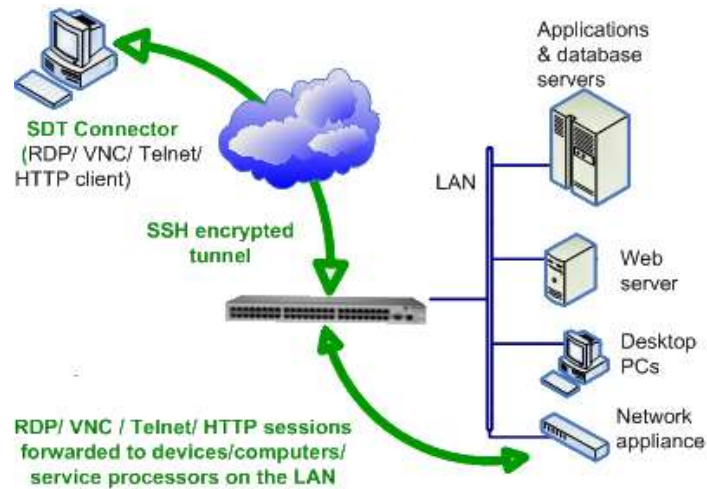 Applications
& database
servers
SDT Connector
(RDP/ VNC/ Telnet/
HTTP client)
LAN
SSH encrypted
tunnel
Web
server
Desktop
PCs
Network
appliance
RDP/ VNC / Telnet/ HTTP sessions
forwarded to devices/computers/
service processors on the LAN